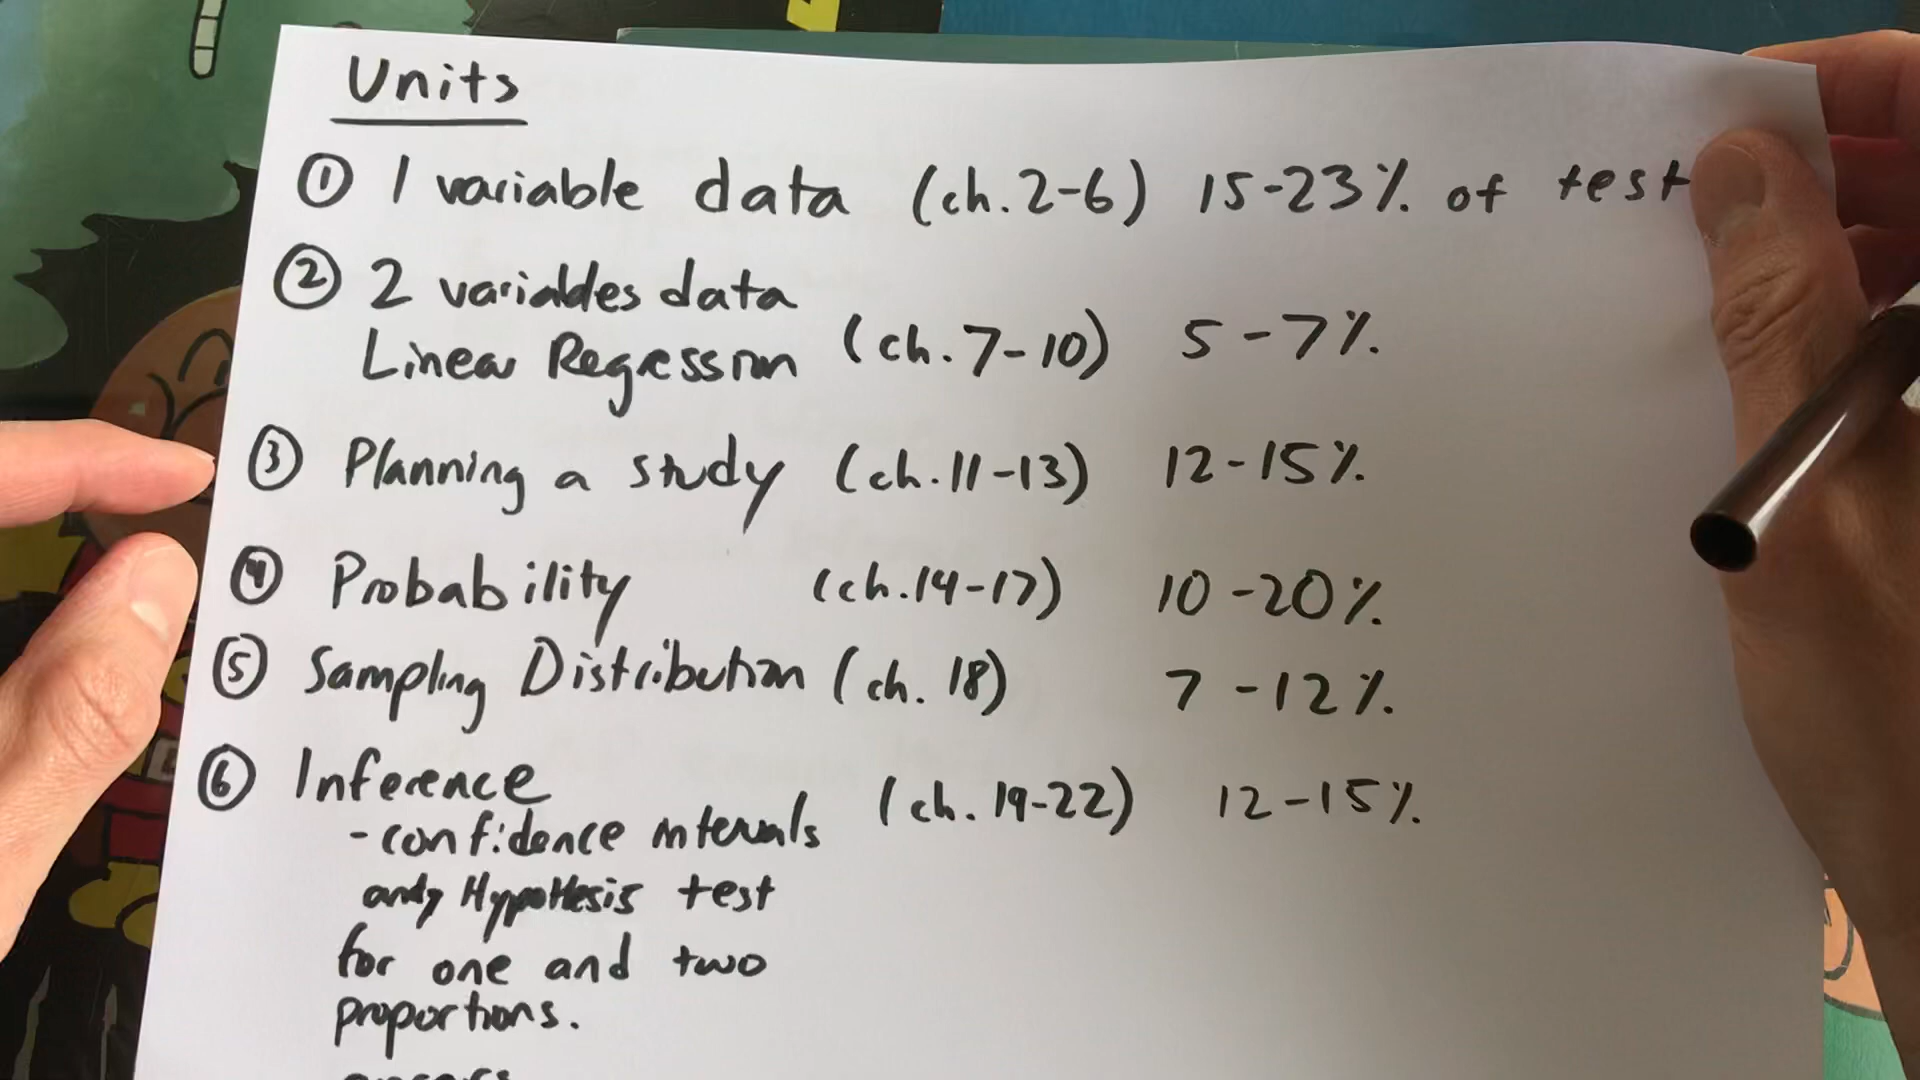 Units
① 1 variable data (ch. 2-6) 15-23% of test
② 2 variables data
Linear Regression (ch. 7-10) 5-7%
③ Planning a study (ch. 11-13) 12-15%
④ Probability (ch. 14-17) 10-20%
⑤ Sampling Distribution (ch. 18) 7-12%
⑥ Inference (ch. 19-22) 12-15%
- confidence intervals
and Hypothesis test
for one and two
proportions.